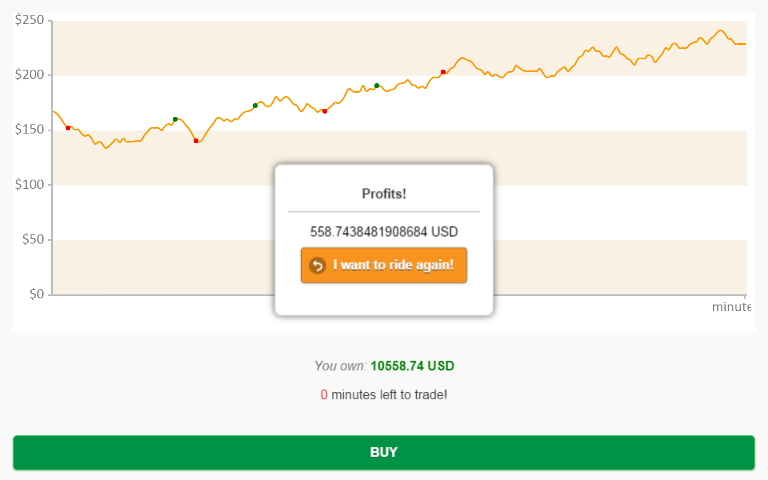 $250
$200
$150
$100
$50
$0
Profits!
558.7438481908684 USD
I want to ride again!
minute
You own: 10558.74 USD
0 minutes left to trade!
BUY